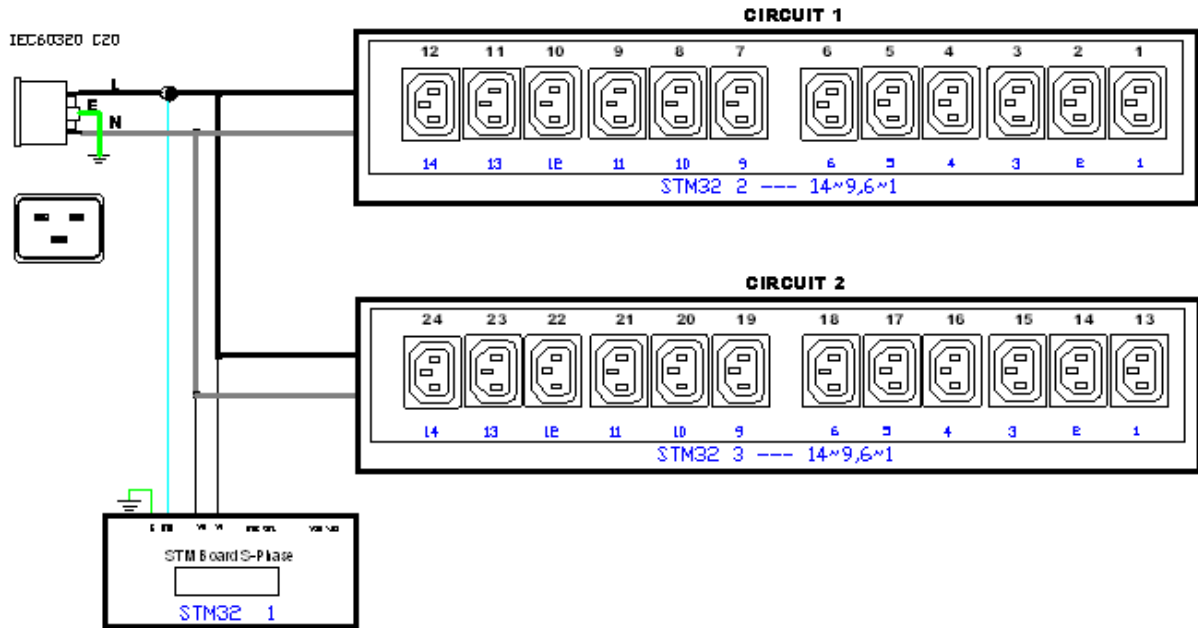 CIRCUIT 1
IEC60320 C20
12 11 10 9 8 7 6 5 4 3 2 1
L
E
N
14 13 12 11 10 9 6 5 4 3 2 1
STM32 2 --- 14~9,6~1
CIRCUIT 2
24 23 22 21 20 19 18 17 16 15 14 13
14 13 12 11 10 9 6 5 4 3 2 1
STM32 3 --- 14~9,6~1
STM Board S-Phase
STM32 1